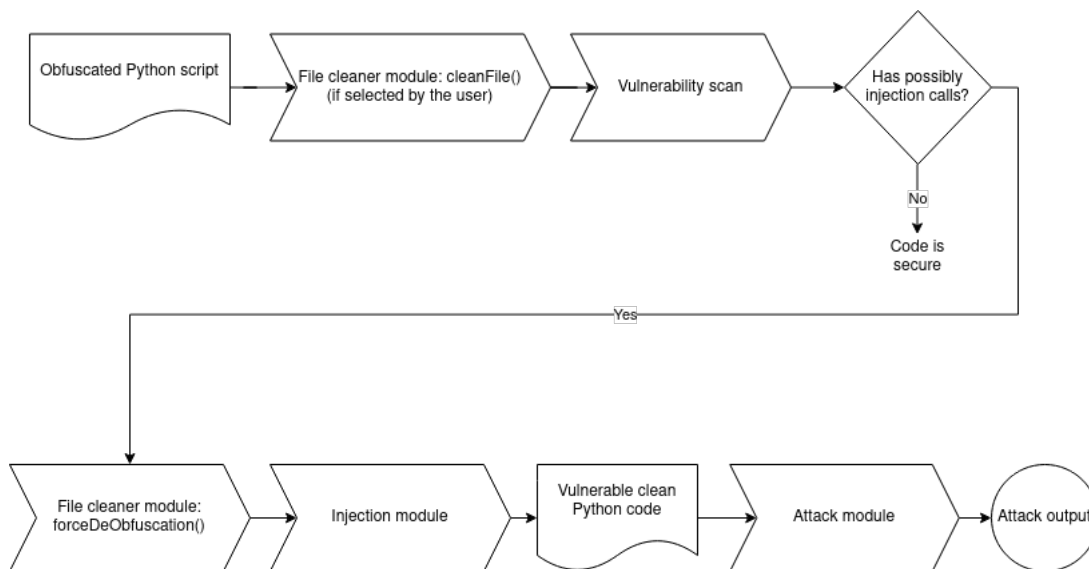 Obfuscated Python script
File cleaner module: cleanFile()
(if selected by the user)
Vulnerability scan
Has possibly
injection calls?
No
Code is
secure
Yes
File cleaner module:
forceDeObfuscation()
Injection module
Vulnerable clean
Python code
Attack module
Attack output